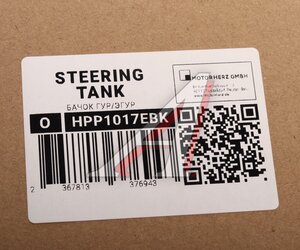 STEERING
TANK
БАЧОК ГУР/ЭГУР
MOTORHERZ GMBH
O HPP1017EBK
2 367813 376943